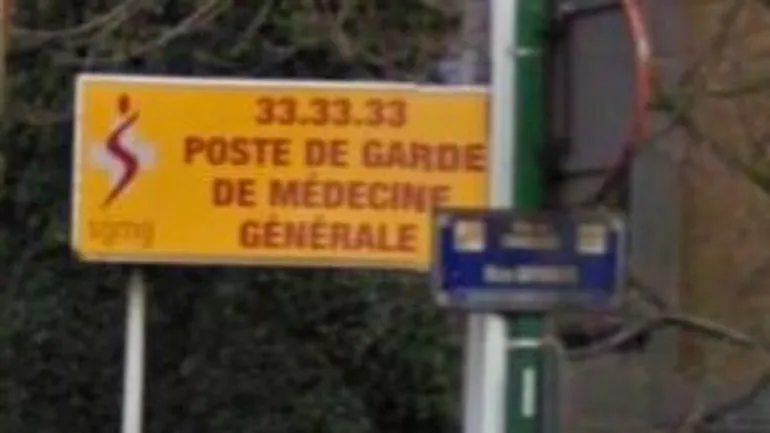 33.33.33
POSTE DE GARDE
DE MÉDECINE
GÉNÉRALE
sgmg